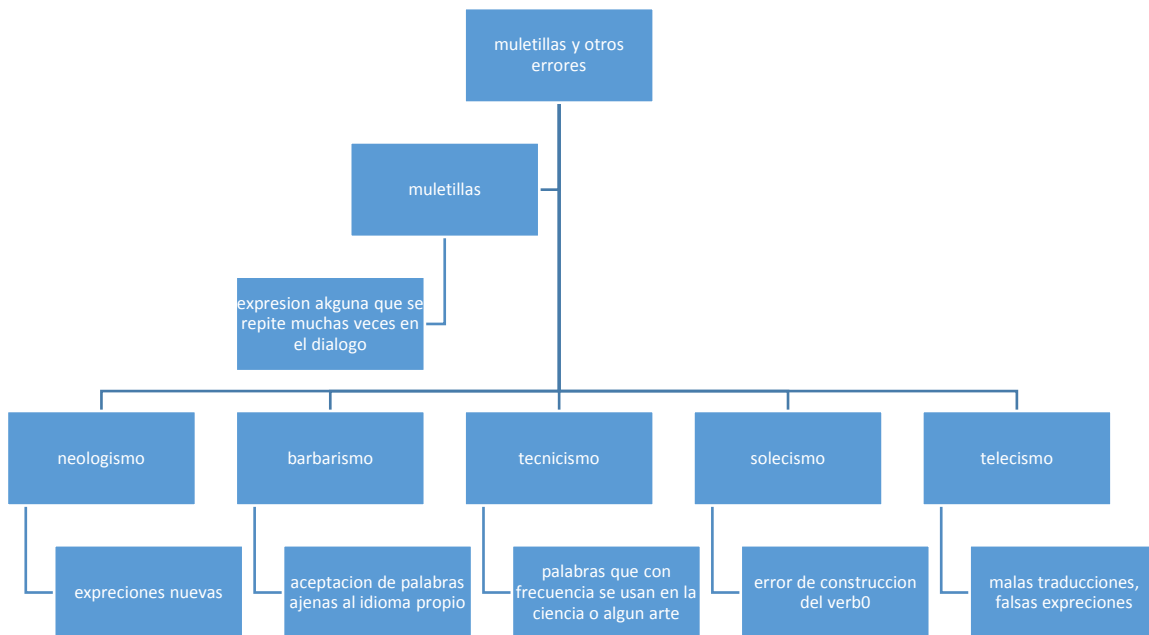 muletillas y otros
errores
muletillas
expresion akguna que se
repite muchas veces en
el dialogo
neologismo
barbarismo
tecnicismo
solecismo
telecismo
expreciones nuevas
aceptacion de palabras
ajenas al idioma propio
palabras que con
frecuencia se usan en la
ciencia o algun arte
error de construccion
del verb0
malas traducciones,
falsas expreciones